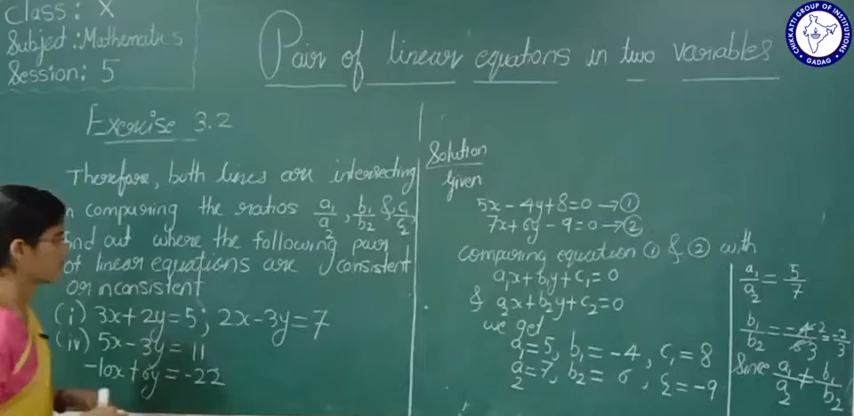 Class: X
Subject: Mathematics
Session: 5
Pair of linear equations in two variables
CHIKKATTI GROUP OF INSTITUTIONS
GADAG
Exercise 3.2
Therefore, both lines are intersecting
n comparing the ratios a₁/a₂, b₁/b₂ & c₁/c₂,
find out where the following pair
of linear equations are consistent
or inconsistent
(i) 3x+2y=5; 2x-3y=7
(iv) 5x-3y=11
-10x+6y=-22
Solution
Given
5x-4y+8=0 →①
7x+6y-9=0 →②
comparing equation ① & ② with
a₁x+b₁y+c₁=0
& a₂x+b₂y+c₂=0
we get
a₁=5, b₁=-4, c₁=8
a₂=7, b₂=6, c₂=-9
a₁/a₂ = 5/7
b₁/b₂ = -4 2/6 3 = -2/3
Since a₁/a₂ ≠ b₁/b₂